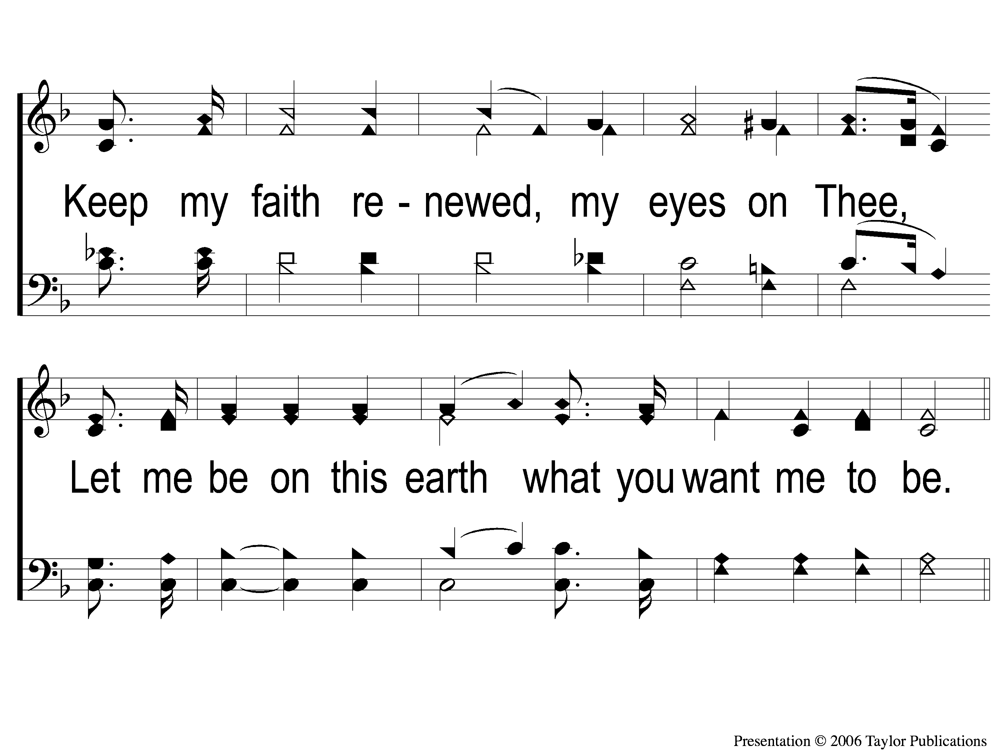 Keep my faith re - newed, my eyes on Thee,
Let me be on this earth what you want me to be.
Presentation © 2006 Taylor Publications